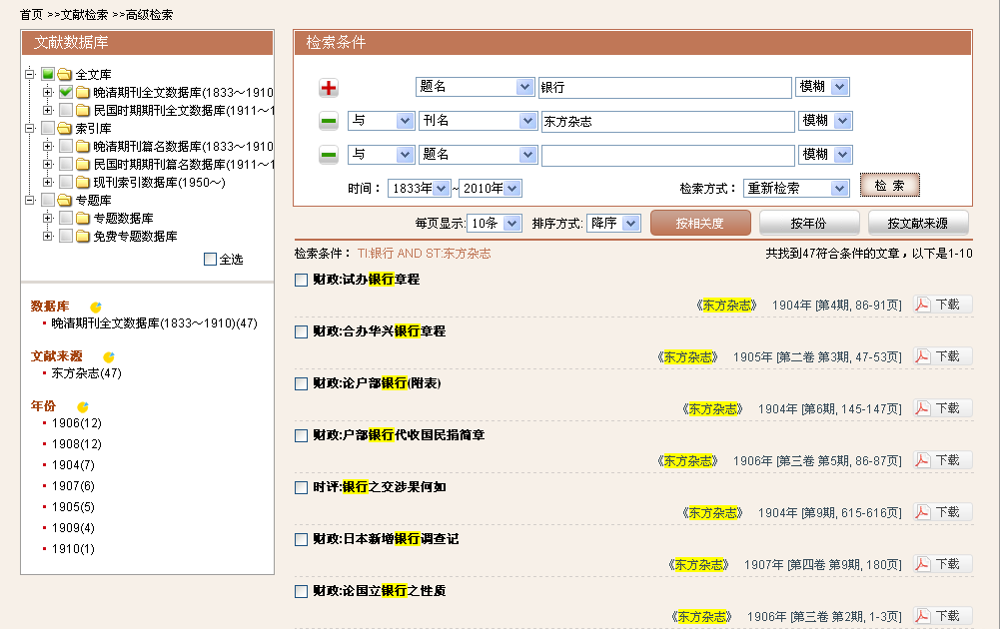 首页 >>文献检索 >>高级检索
文献数据库
全文库
晚清期刊全文数据库(1833～1910
民国时期期刊全文数据库(1911～1
索引库
晚清期刊篇名数据库(1833～1910
民国时期期刊篇名数据库(1911～1
现刊索引数据库(1950～)
专题库
专题数据库
免费专题数据库
全选
数据库
晚清期刊全文数据库(1833～1910)(47)
文献来源
东方杂志(47)
年份
1906(12)
1908(12)
1904(7)
1907(6)
1905(5)
1909(4)
1910(1)
检索条件
题名 银行 模糊
与 刊名 东方杂志 模糊
与 题名 模糊
时间： 1833年 ~ 2010年 检索方式： 重新检索 检 索
每页显示: 10条 排序方式: 降序 按相关度 按年份 按文献来源
检索条件： TI:银行 AND ST:东方杂志 共找到47符合条件的文章，以下是1-10
财政:试办银行章程
《东方杂志》 1904年 [第4期, 86-91页] 下载
财政:合办华兴银行章程
《东方杂志》 1905年 [第二卷 第3期, 47-53页] 下载
财政:论户部银行(附表)
《东方杂志》 1904年 [第6期, 145-147页] 下载
财政:户部银行代收国民捐简章
《东方杂志》 1906年 [第三卷 第5期, 86-87页] 下载
时评:银行之交涉果何如
《东方杂志》 1904年 [第9期, 615-616页] 下载
财政:日本新增银行调查记
《东方杂志》 1907年 [第四卷 第9期, 180页] 下载
财政:论国立银行之性质
《东方杂志》 1906年 [第三卷 第2期, 1-3页] 下载